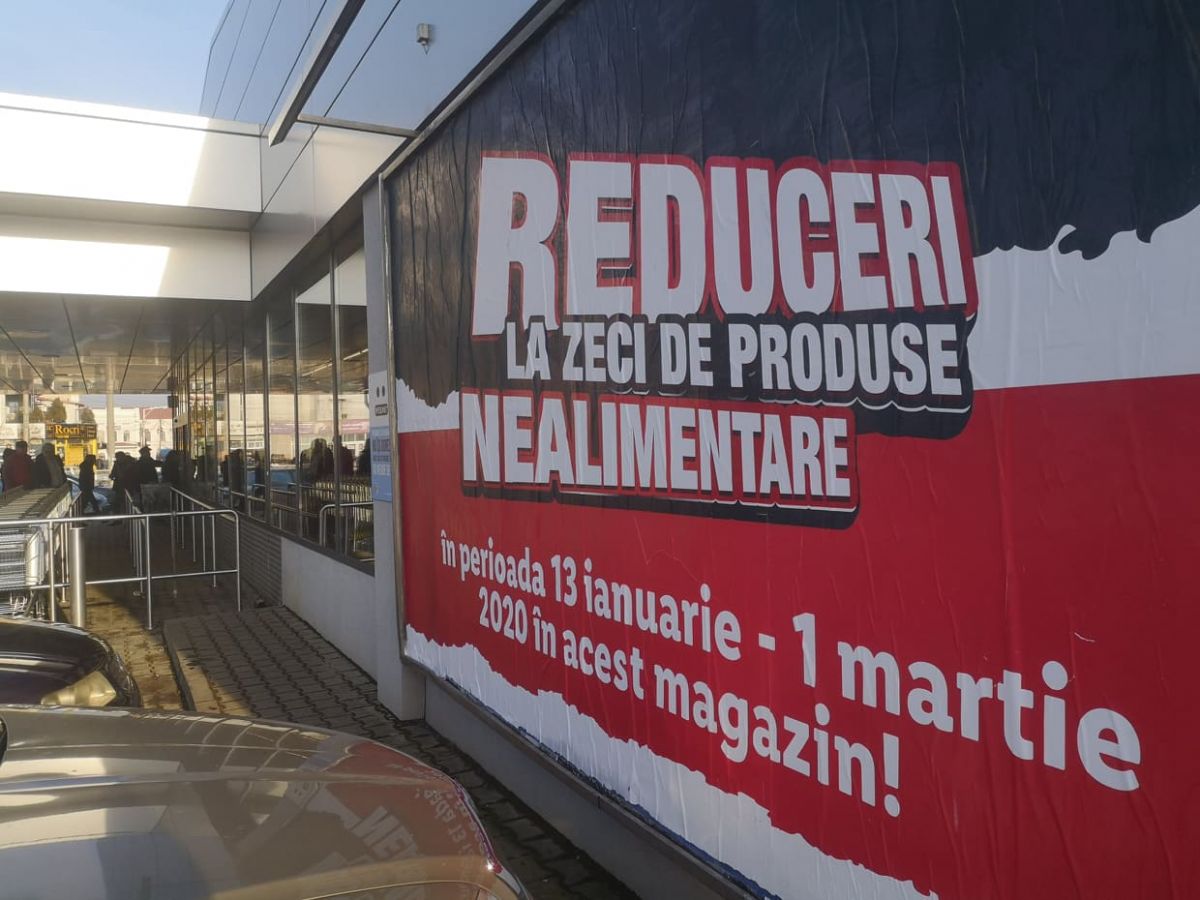 REDUCERI
LA ZECI DE PRODUSE
NEALIMENTARE
în perioada 13 ianuarie - 1 martie
2020 în acest magazin!